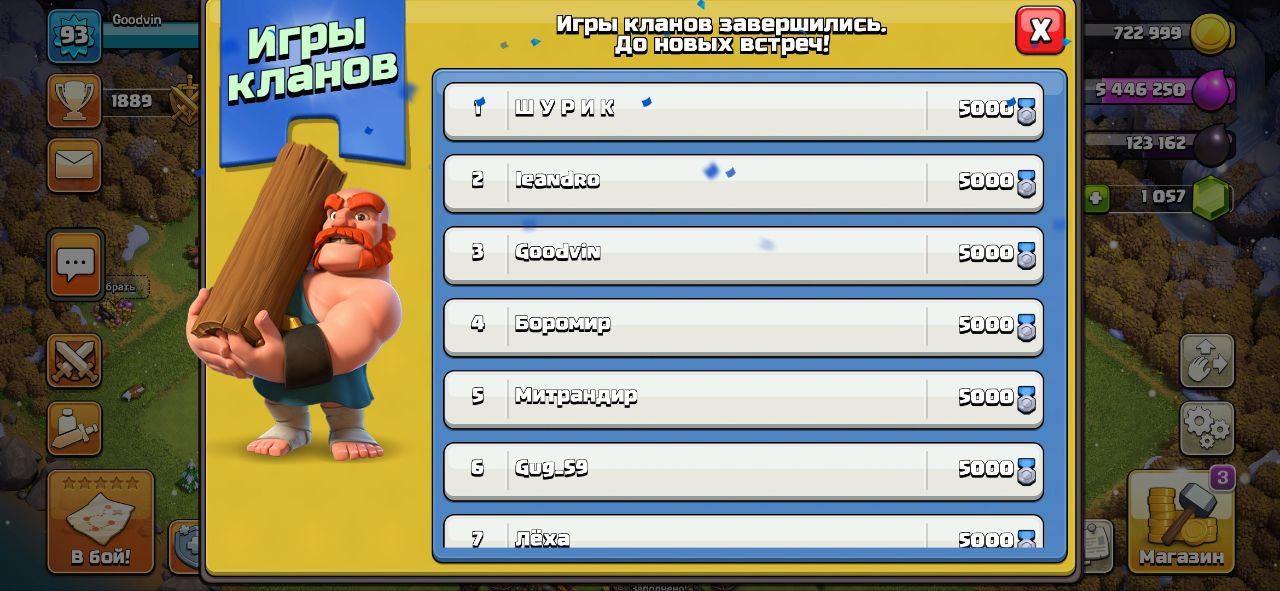 93
Goodvin
1889
брать
В бой!
Игры
кланов
Игры кланов завершились.
До новых встреч!
X
1 Ш У Р И К 5000
2 leandro 5000
3 Goodvin 5000
4 Боромир 5000
5 Митрандир 5000
6 Gug_59 5000
7 Лёха 5000
Заполнено!
722 999
5 446 250
123 162
1 057
3
Магазин